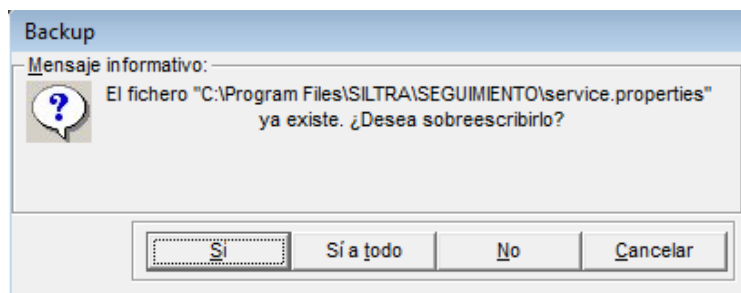 Backup
Mensaje informativo:
El fichero "C:\Program Files\SILTRA\SEGUIMIENTO\service.properties"
ya existe. ¿Desea sobreescribirlo?
Sí
Sí a todo
No
Cancelar